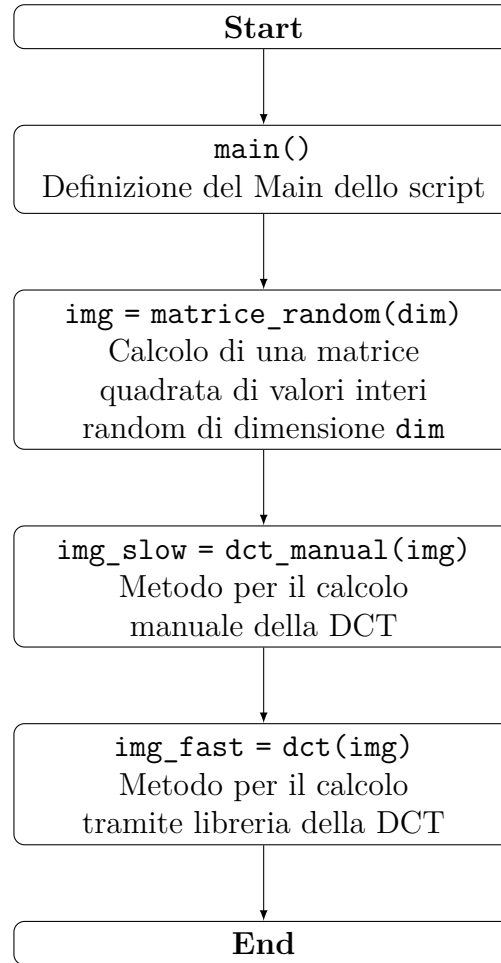 Start
main()
Definizione del Main dello script
img = matrice_random(dim)
Calcolo di una matrice
quadrata di valori interi
random di dimensione dim
img_slow = dct_manual(img)
Metodo per il calcolo
manuale della DCT
img_fast = dct(img)
Metodo per il calcolo
tramite libreria della DCT
End